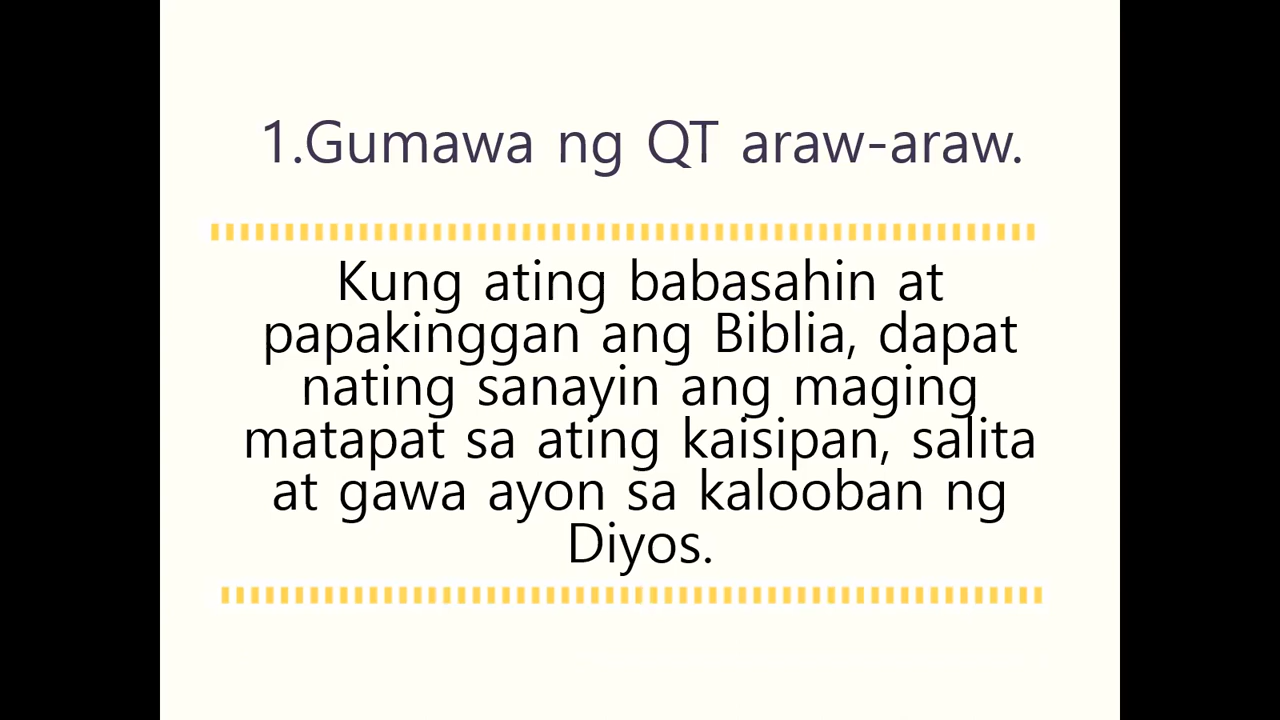 1.Gumawa ng QT araw-araw.
Kung ating babasahin at
papakinggan ang Biblia, dapat
nating sanayin ang maging
matapat sa ating kaisipan, salita
at gawa ayon sa kalooban ng
Diyos.